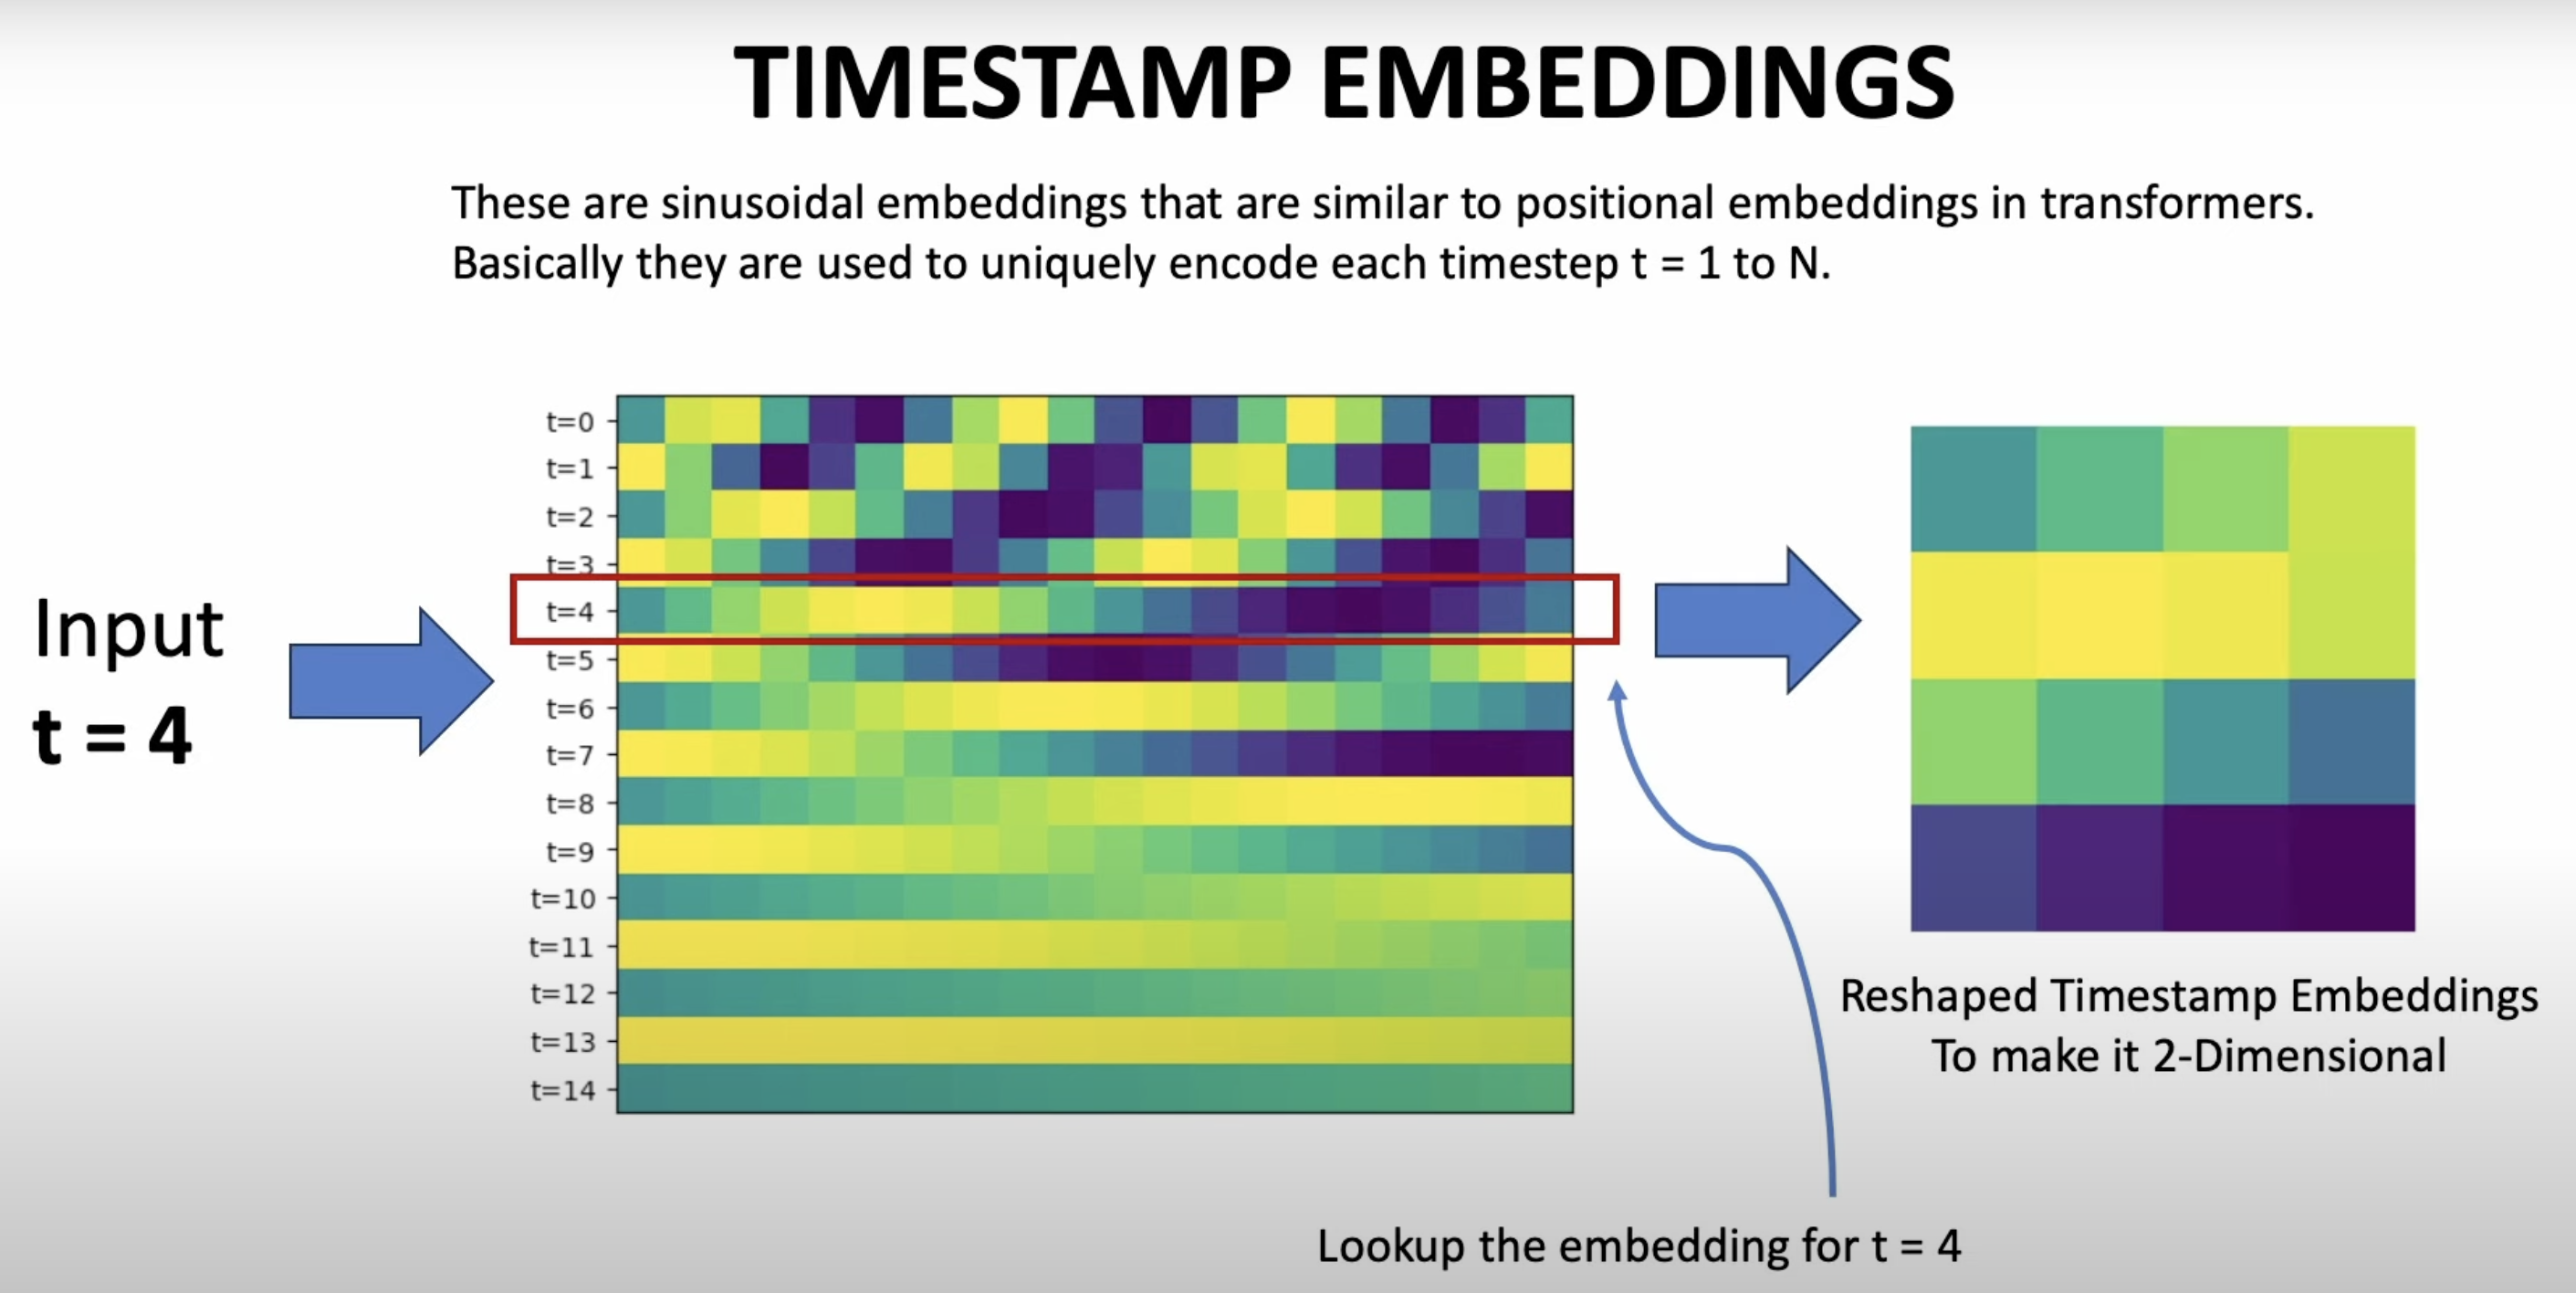 TIMESTAMP EMBEDDINGS
These are sinusoidal embeddings that are similar to positional embeddings in transformers.
Basically they are used to uniquely encode each timestep t = 1 to N.
Input
t = 4
t=0
t=1
t=2
t=3
t=4
t=5
t=6
t=7
t=8
t=9
t=10
t=11
t=12
t=13
t=14
Reshaped Timestamp Embeddings
To make it 2-Dimensional
Lookup the embedding for t = 4